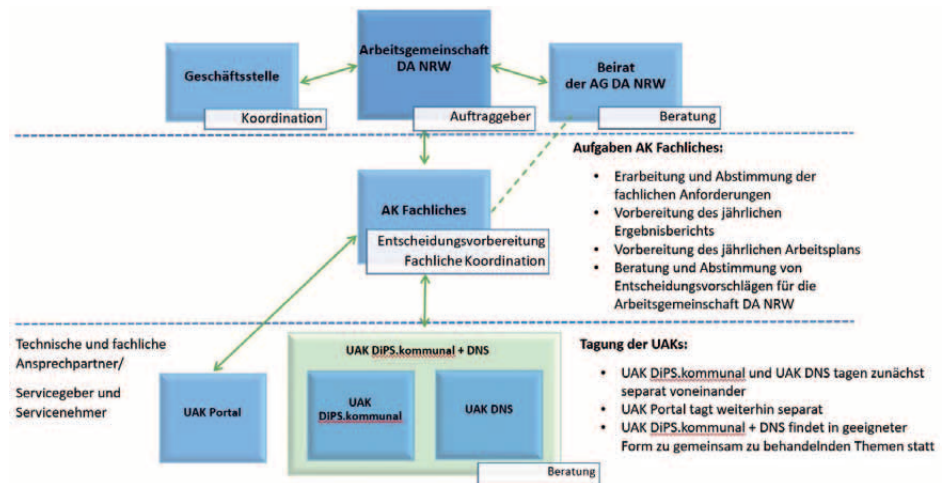 Geschäftsstelle
Koordination
Arbeitsgemeinschaft
DA NRW
Auftraggeber
Beirat
der AG DA NRW
Beratung
AK Fachliches
Entscheidungsvorbereitung
Fachliche Koordination
Aufgaben AK Fachliches:
• Erarbeitung und Abstimmung der
fachlichen Anforderungen
• Vorbereitung des jährlichen
Ergebnisberichts
• Vorbereitung des jährlichen Arbeitsplans
• Beratung und Abstimmung von
Entscheidungsvorschlägen für die
Arbeitsgemeinschaft DA NRW
Technische und fachliche
Ansprechpartner/
Servicegeber und
Servicenehmer
UAK Portal
UAK DiPS.kommunal + DNS
UAK
DIPS.kommunal
UAK DNS
Beratung
Tagung der UAKs:
• UAK DiPS.kommunal und UAK DNS tagen zunächst
separat voneinander
• UAK Portal tagt weiterhin separat
• UAK DiPS.kommunal + DNS findet in geeigneter
Form zu gemeinsam zu behandelnden Themen statt